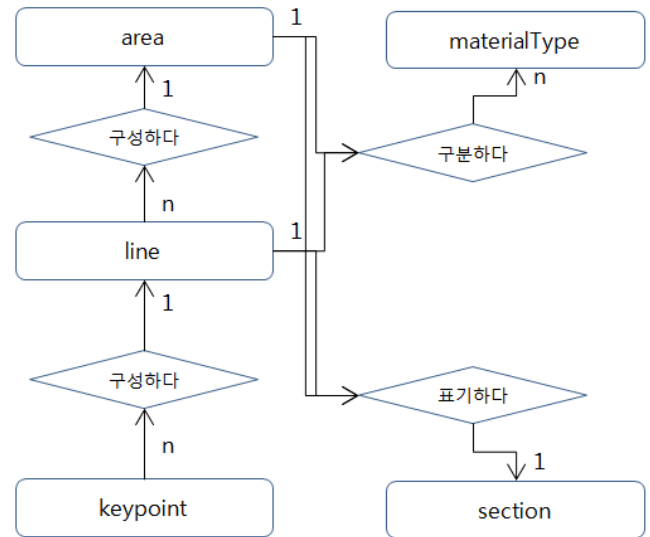 area
1
materialType
1
n
구성하다
구분하다
n
1
line
1
구성하다
표기하다
n
1
keypoint
section